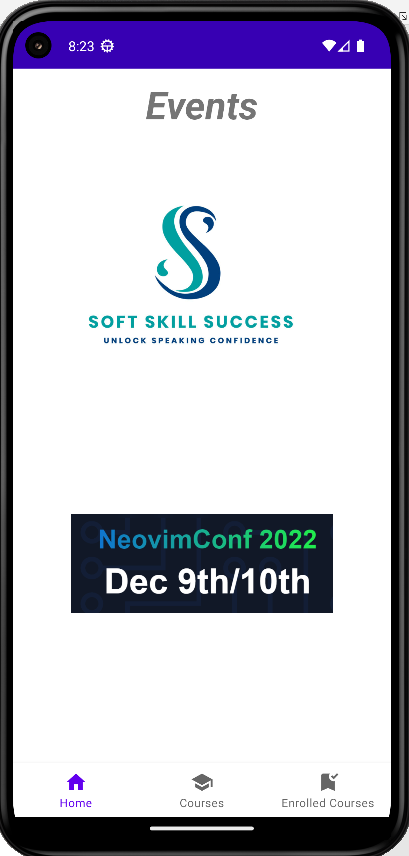 8:23
Events
SOFT SKILL SUCCESS
UNLOCK SPEAKING CONFIDENCE
NeovimConf 2022
Dec 9th/10th
Home
Courses
Enrolled Courses